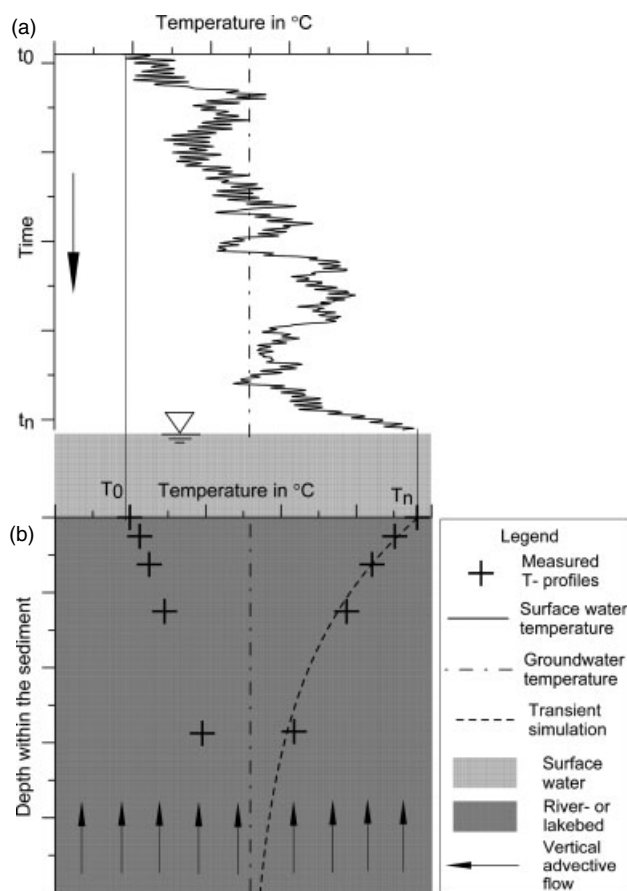 (a)
Temperature in °C
t0
Time
tn
T0
Temperature in °C
Tn
(b)
Depth within the sediment
Legend
Measured
T- profiles
Surface water
temperature
Groundwater
temperature
Transient
simulation
Surface
water
River- or
lakebed
Vertical
advective
flow